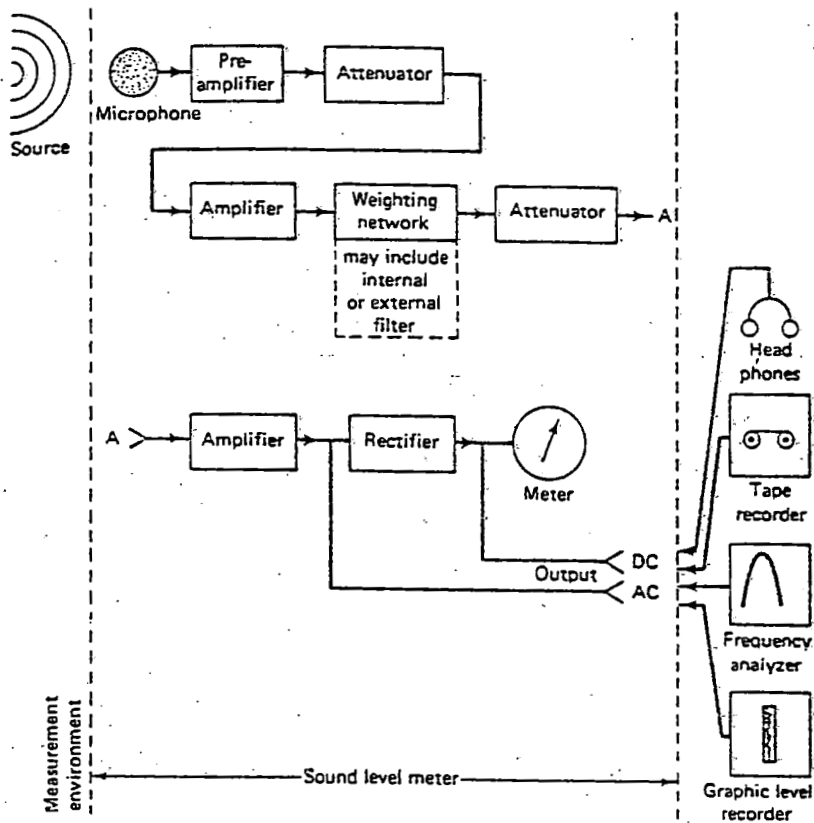 Source
Microphone
Pre-
amplifier
Attenuator
Amplifier
Weighting
network
may include
internal
or external
filter
Attenuator
A
A
Amplifier
Rectifier
Meter
Output
DC
AC
Head
phones
Tape
recorder
Frequency
analyzer
Graphic level
recorder
Measurement
environment
Sound level meter